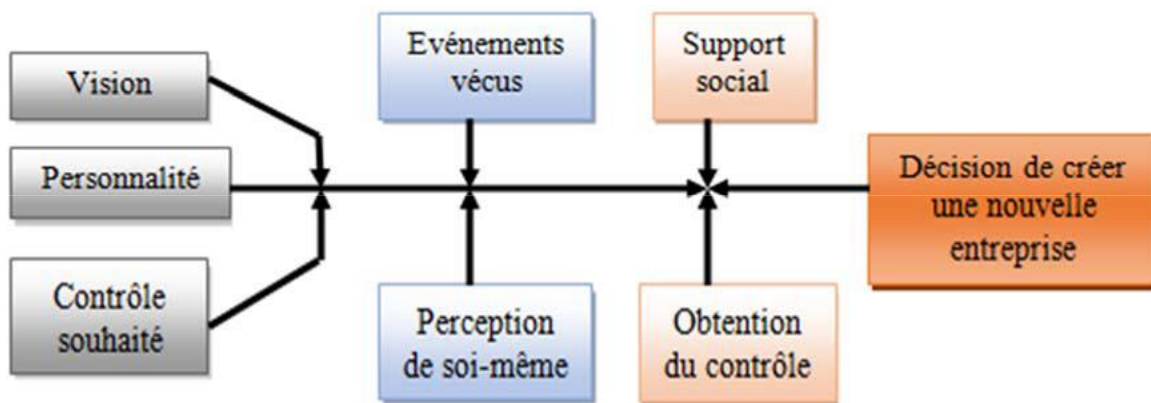 Vision
Personnalité
Contrôle
souhaité
Evénements
vécus
Perception
de soi-même
Support
social
Obtention
du contrôle
Décision de créer
une nouvelle
entreprise